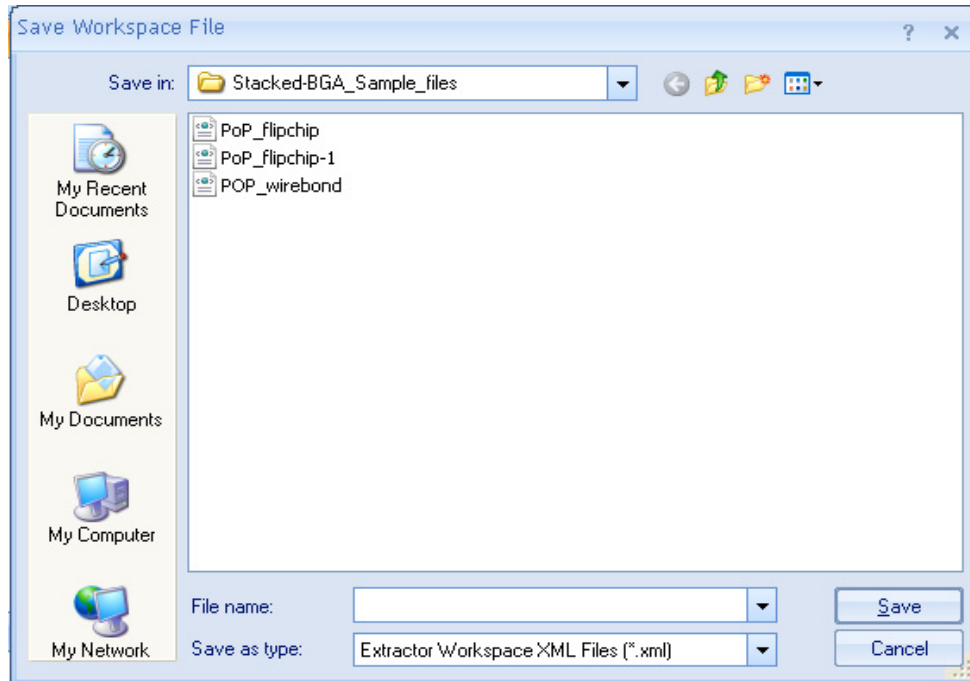 Save Workspace File
Save in: Stacked-BGA_Sample_files
PoP_flipchip
PoP_flipchip-1
POP_wirebond
My Recent
Documents
Desktop
My Documents
My Computer
My Network
File name:
Save
Save as type: Extractor Workspace XML Files (*.xml)
Cancel